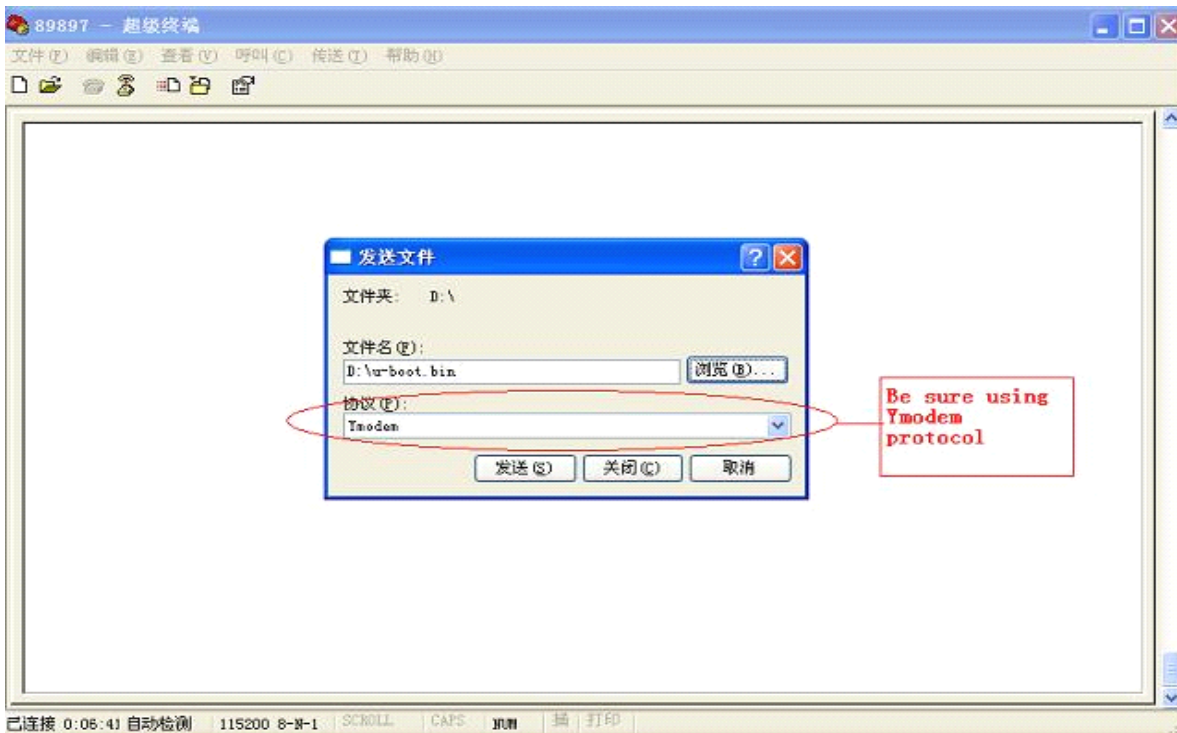 89897 - 超级终端
文件(F) 编辑(E) 查看(V) 呼叫(C) 传送(T) 帮助(H)
发送文件
文件夹: D:\
文件名(F):
D:\u-boot.bin
浏览(B)...
协议(P):
Ymodem
发送(S) 关闭(C) 取消
Be sure using
Ymodem
protocol
已连接 0:06:41 自动检测 115200 8-N-1 SCROLL CAPS NUM 捕 打印